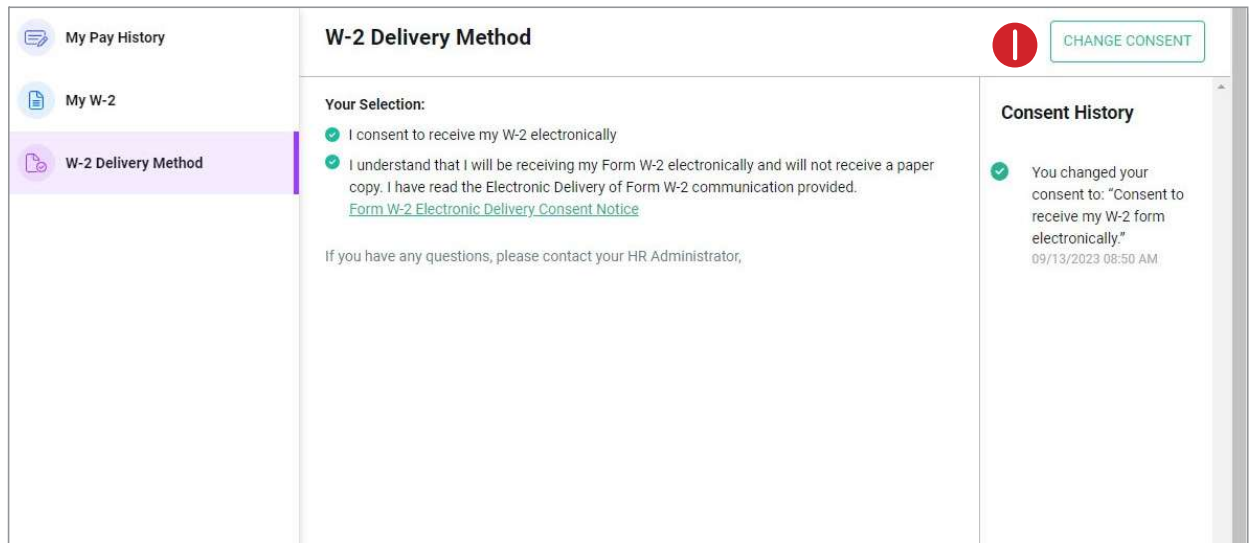 My Pay History
My W-2
W-2 Delivery Method
W-2 Delivery Method
I
CHANGE CONSENT
Your Selection:
I consent to receive my W-2 electronically
I understand that I will be receiving my Form W-2 electronically and will not receive a paper
copy. I have read the Electronic Delivery of Form W-2 communication provided.
Form W-2 Electronic Delivery Consent Notice
If you have any questions, please contact your HR Administrator,
Consent History
You changed your
consent to: “Consent to
receive my W-2 form
electronically.”
09/13/2023 08:50 AM